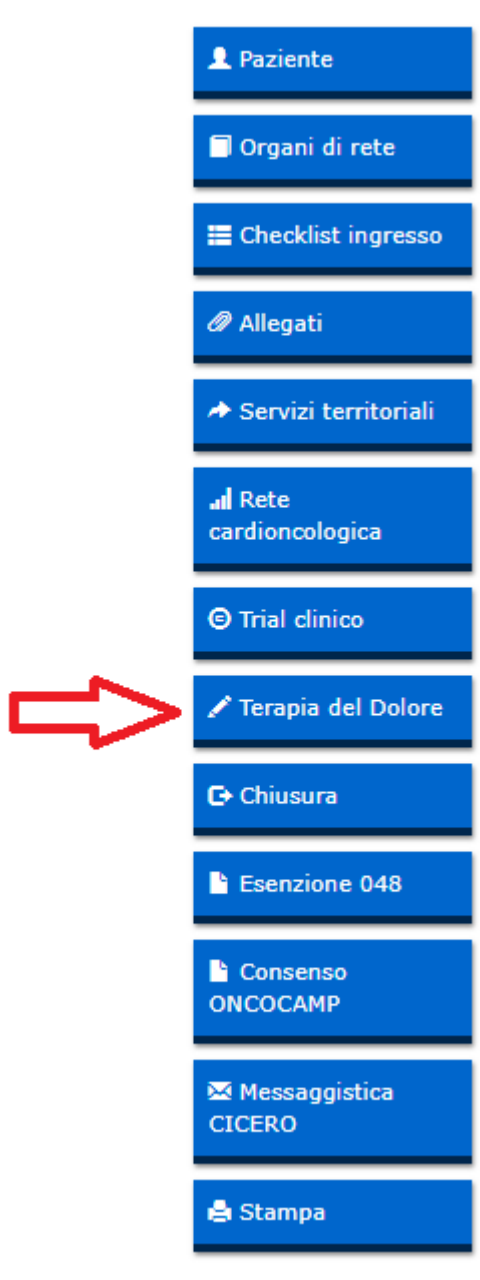 Paziente
Organi di rete
Checklist ingresso
Allegati
Servizi territoriali
Rete
cardioncologica
Trial clinico
Terapia del Dolore
Chiusura
Esenzione 048
Consenso
ONCOCAMP
Messaggistica
CICERO
Stampa